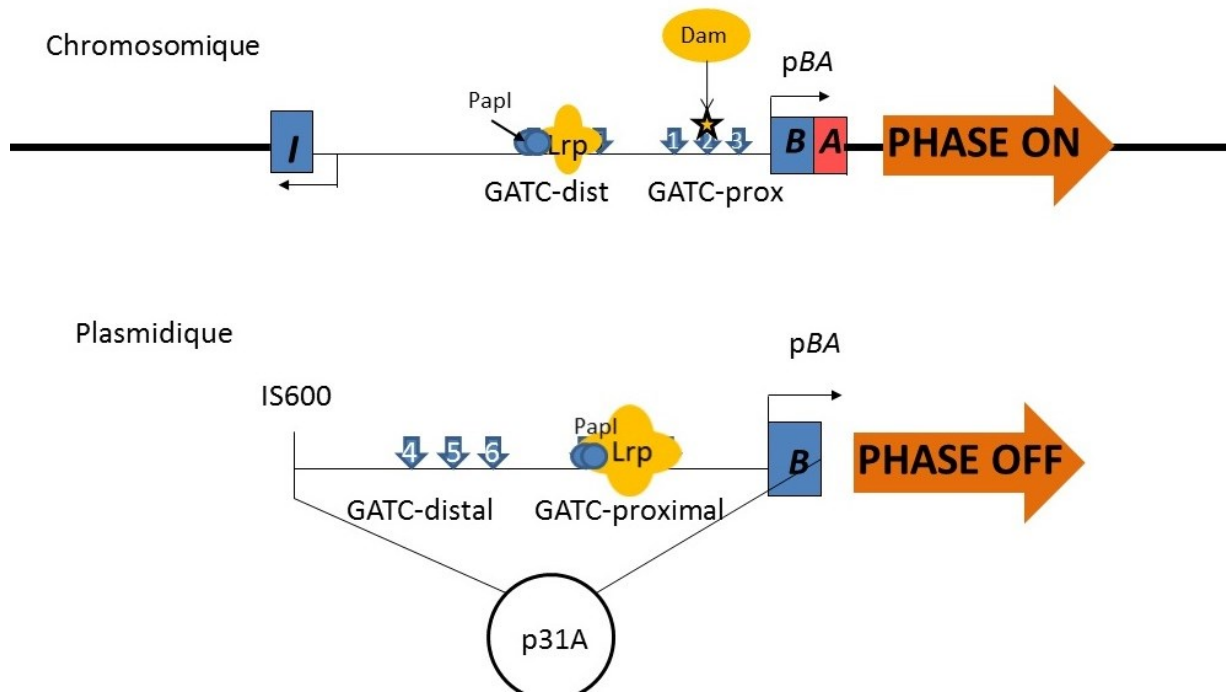 Chromosomique
Dam
pBA
PapI
I
Lrp
1 2 3
B A
PHASE ON
GATC-dist
GATC-prox
Plasmidique
pBA
IS600
4 5 6
PapI
Lrp
B
PHASE OFF
GATC-distal
GATC-proximal
p31A